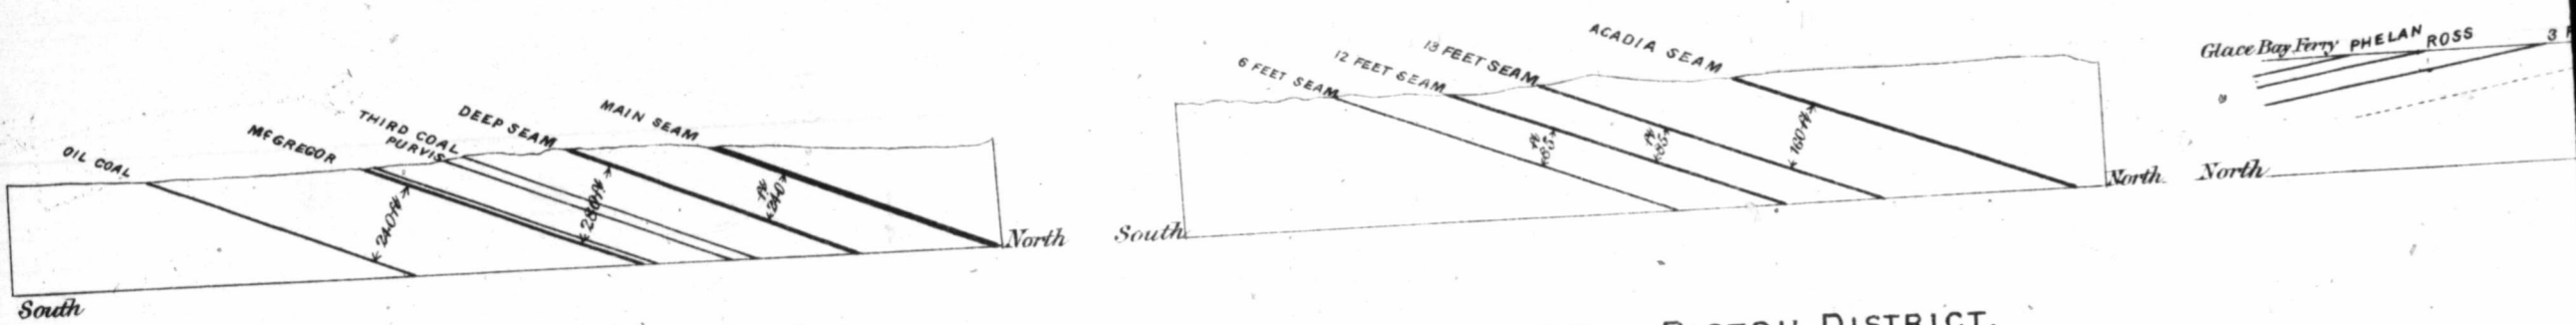 OIL COAL
McGREGOR
THIRD COAL
PURVIS
DEEP SEAM
MAIN SEAM
240 ft
280 ft
240 ft
South
North
6 FEET SEAM
12 FEET SEAM
13 FEET SEAM
ACADIA SEAM
160 ft
South
North
Glace Bay Ferry PHELAN ROSS 3
North
DISTRICT.